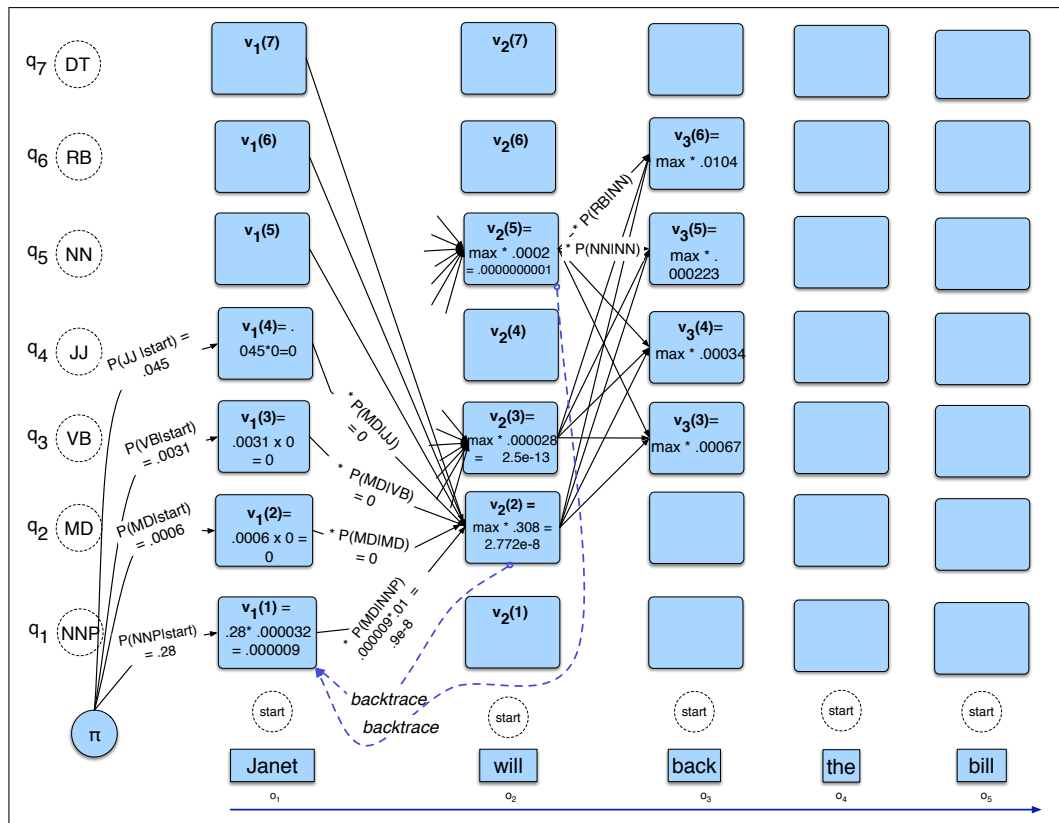 q7 DT
v1(7)
v2(7)
q6 RB
v1(6)
v2(6)
v3(6)=
max * .0104
* P(RB|NN)
q5 NN
v1(5)
v2(5)=
max * .0002
= .0000000001
* P(NN|NN)
v3(5)=
max * .
000223
q4 JJ
P(JJ |start) =
.045
v1(4)= .
045*0=0
* P(MD|JJ)
= 0
v2(4)
v3(4)=
max * .00034
q3 VB
P(VB|start)
= .0031
v1(3)=
.0031 x 0
= 0
* P(MD|VB)
= 0
v2(3)=
max * .000028
= 2.5e-13
v3(3)=
max * .00067
q2 MD
P(MD|start)
= .0006
v1(2)=
.0006 x 0 =
0
* P(MD|MD)
= 0
v2(2) =
max * .308 =
2.772e-8
q1 NNP
P(NNP|start)
= .28
v1(1) =
.28* .000032
= .000009
* P(MD|NNP)
.000009*.01 =
.9e-8
v2(1)
backtrace
backtrace
π
start
start
start
start
start
Janet
will
back
the
bill
o1
o2
o3
o4
o5